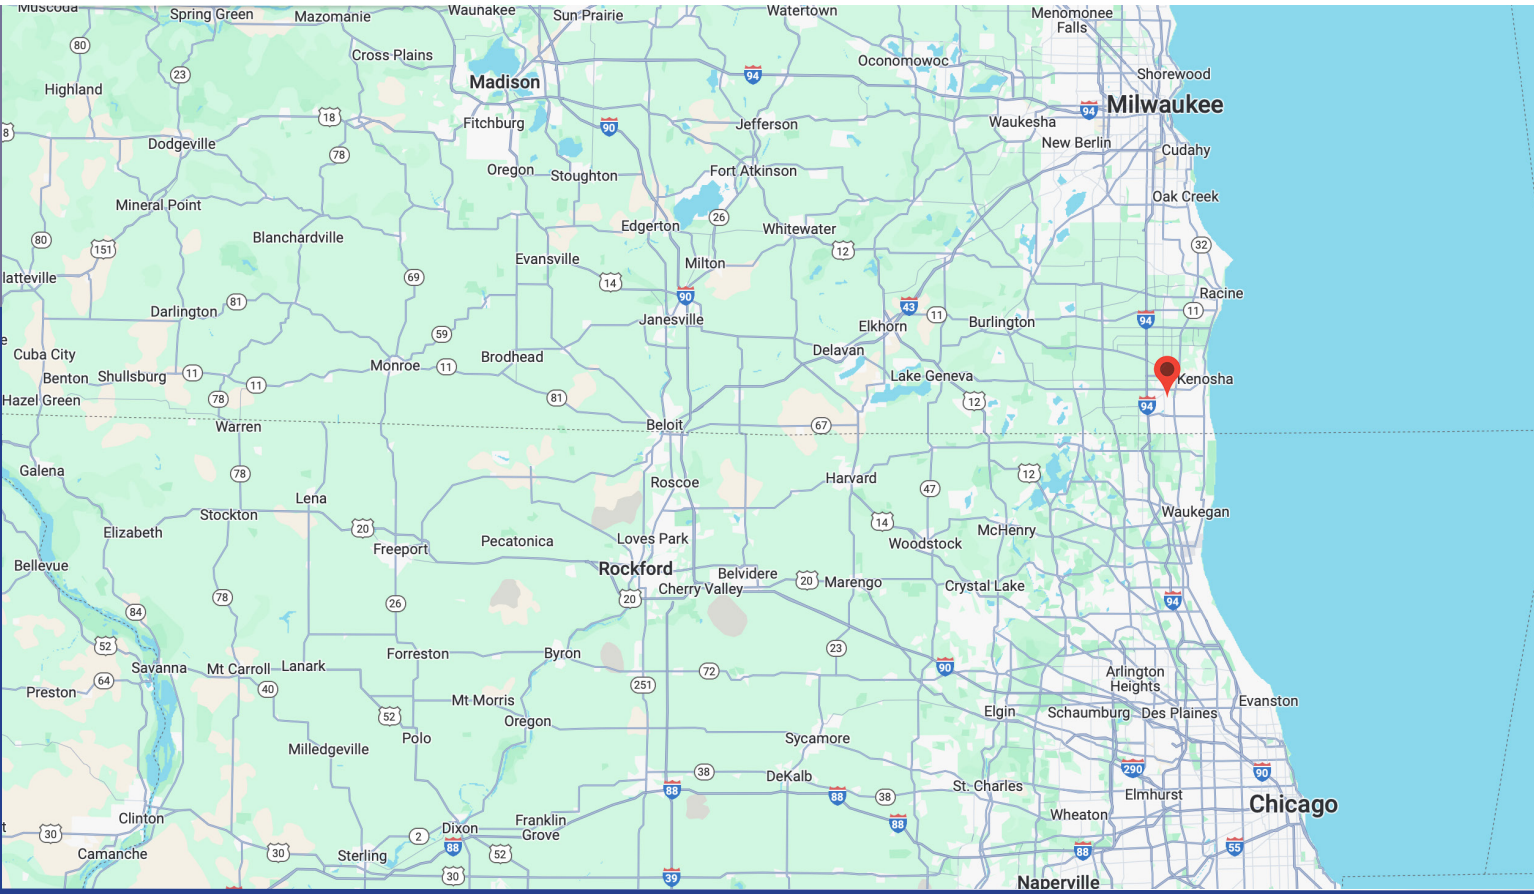 Muscoda
Spring Green
Mazomanie
Waunakee
Sun Prairie
Watertown
Menomonee
Falls
80
Cross Plains
Oconomowoc
Shorewood
23
Highland
Madison
94
Milwaukee
94
18
Fitchburg
90
Jefferson
Waukesha
8
Dodgeville
New Berlin
Cudahy
78
Oregon
Stoughton
Fort Atkinson
Mineral Point
Oak Creek
26
Edgerton
Whitewater
80
Blanchardville
151
12
32
Evansville
Milton
latteville
69
14
Racine
90
81
Darlington
43
11
11
Janesville
Elkhorn
Burlington
94
59
e
Cuba City
Brodhead
Delavan
Monroe
11
Benton
Shullsburg
11
11
Lake Geneva
Kenosha
Hazel Green
78
81
12
94
Warren
Beloit
67
Galena
78
Roscoe
Harvard
47
12
Lena
Stockton
Waukegan
Elizabeth
20
14
McHenry
Freeport
Pecatonica
Loves Park
Woodstock
Bellevue
Rockford
Belvidere
20
Marengo
Cherry Valley
Crystal Lake
78
26
20
94
84
52
Forreston
Byron
23
Savanna
Mt Carroll
Lanark
72
90
64
Arlington
Heights
Preston
40
251
Mt Morris
Evanston
52
Oregon
Elgin
Schaumburg
Des Plaines
Polo
Milledgeville
Sycamore
38
DeKalb
290
90
88
88
38
St. Charles
Elmhurst
Chicago
Clinton
Franklin
Grove
88
Wheaton
t
30
2
Dixon
88
Camanche
30
Sterling
52
88
55
30
39
Naperville